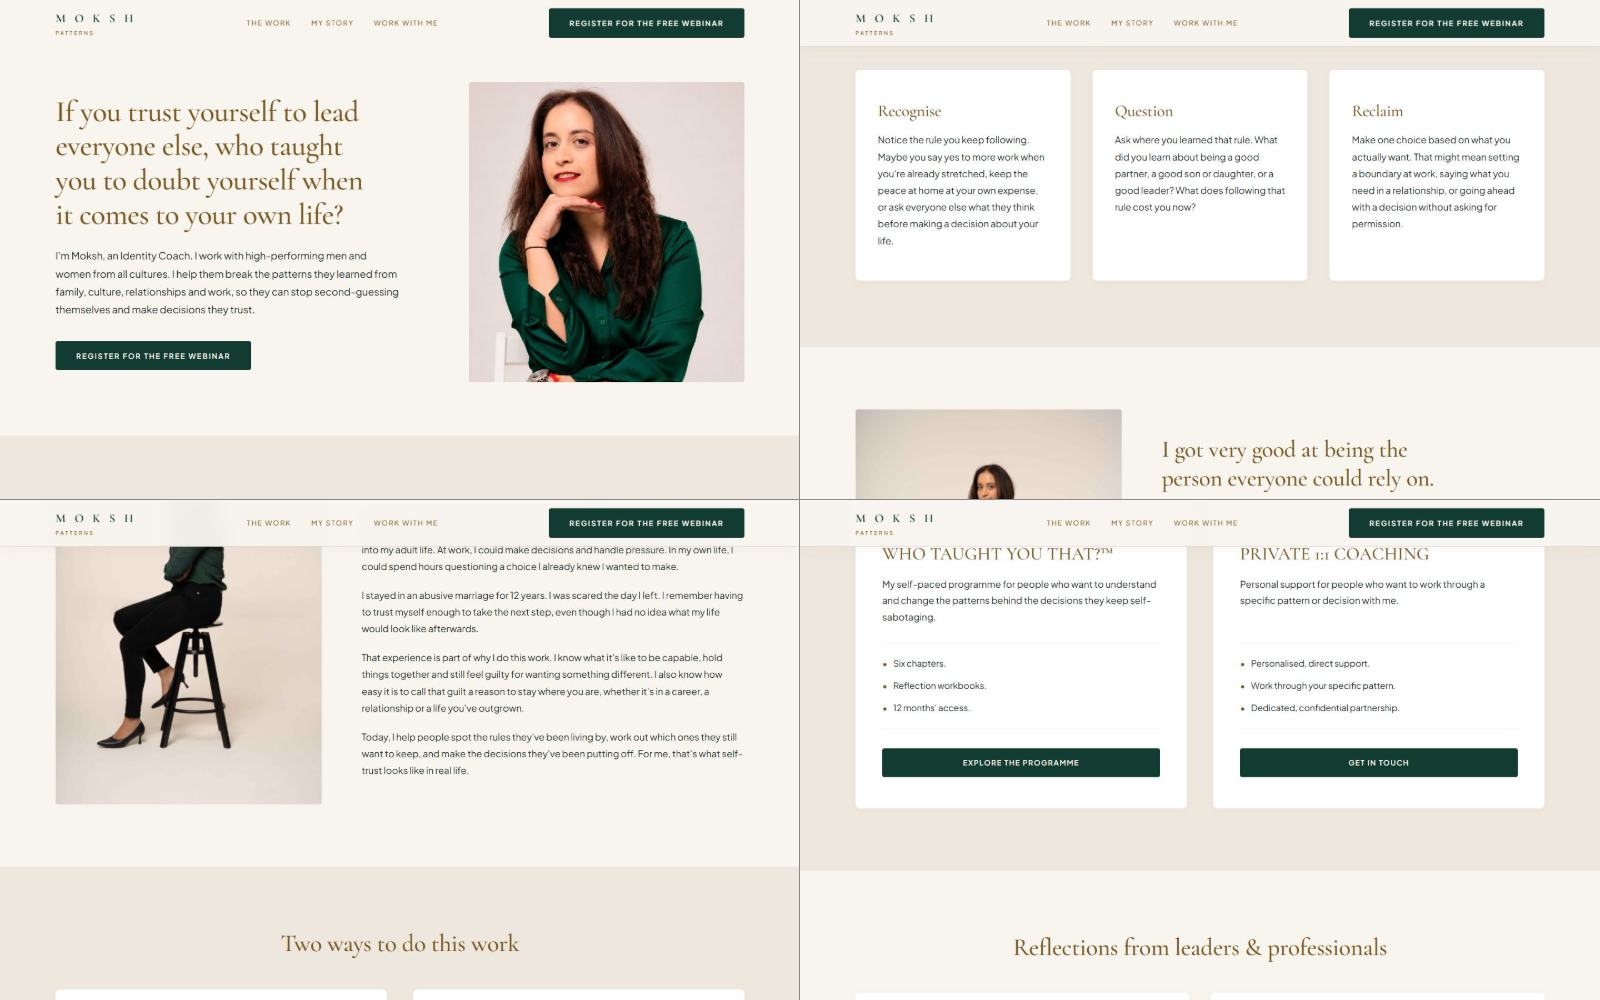 MOKSH
PATTERNS
THE WORK
MY STORY
WORK WITH ME
REGISTER FOR THE FREE WEBINAR
If you trust yourself to lead
everyone else, who taught
you to doubt yourself when
it comes to your own life?
I'm Moksh, an Identity Coach. I work with high-performing men and
women from all cultures. I help them break the patterns they learned from
family, culture, relationships and work, so they can stop second-guessing
themselves and make decisions they trust.
REGISTER FOR THE FREE WEBINAR
MOKSH
PATTERNS
THE WORK
MY STORY
WORK WITH ME
REGISTER FOR THE FREE WEBINAR
Recognise
Notice the rule you keep following.
Maybe you say yes to more work when
you're already stretched, keep the
peace at home at your own expense,
or ask everyone else what they think
before making a decision about your
life.
Question
Ask where you learned that rule. What
did you learn about being a good
partner, a good son or daughter, or a
good leader? What does following that
rule cost you now?
Reclaim
Make one choice based on what you
actually want. That might mean setting
a boundary at work, saying what you
need in a relationship, or going ahead
with a decision without asking for
permission.
I got very good at being the
person everyone could rely on.
MOKSH
PATTERNS
THE WORK
MY STORY
WORK WITH ME
REGISTER FOR THE FREE WEBINAR
into my adult life. At work, I could make decisions and handle pressure. In my own life, I
could spend hours questioning a choice I already knew I wanted to make.
I stayed in an abusive marriage for 12 years. I was scared the day I left. I remember having
to trust myself enough to take the next step, even though I had no idea what my life
would look like afterwards.
That experience is part of why I do this work. I know what it's like to be capable, hold
things together and still feel guilty for wanting something different. I also know how
easy it is to call that guilt a reason to stay where you are, whether it's in a career, a
relationship or a life you've outgrown.
Today, I help people spot the rules they've been living by, work out which ones they still
want to keep, and make the decisions they've been putting off. For me, that's what self-
trust looks like in real life.
Two ways to do this work
MOKSH
PATTERNS
THE WORK
MY STORY
WORK WITH ME
REGISTER FOR THE FREE WEBINAR
WHO TAUGHT YOU THAT?™
My self-paced programme for people who want to understand
and change the patterns behind the decisions they keep self-
sabotaging.
• Six chapters.
• Reflection workbooks.
• 12 months' access.
EXPLORE THE PROGRAMME
PRIVATE 1:1 COACHING
Personal support for people who want to work through a
specific pattern or decision with me.
• Personalised, direct support.
• Work through your specific pattern.
• Dedicated, confidential partnership.
GET IN TOUCH
Reflections from leaders & professionals